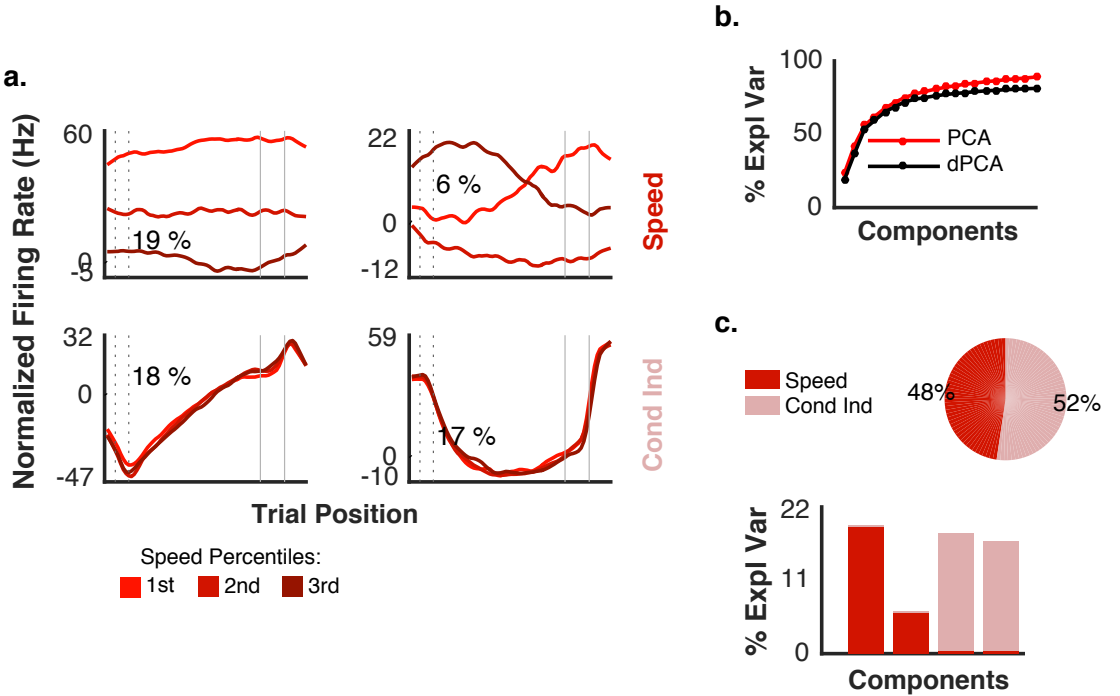 a.
Normalized Firing Rate (Hz)
60
0
-5
19 %
22
0
-12
6 %
Speed
32
0
-47
18 %
59
0
-10
17 %
Cond Ind
Trial Position
Speed Percentiles:
1st 2nd 3rd
b.
% Expl Var
100
50
0
PCA
dPCA
Components
c.
Speed
Cond Ind
48%
52%
% Expl Var
22
11
0
Components